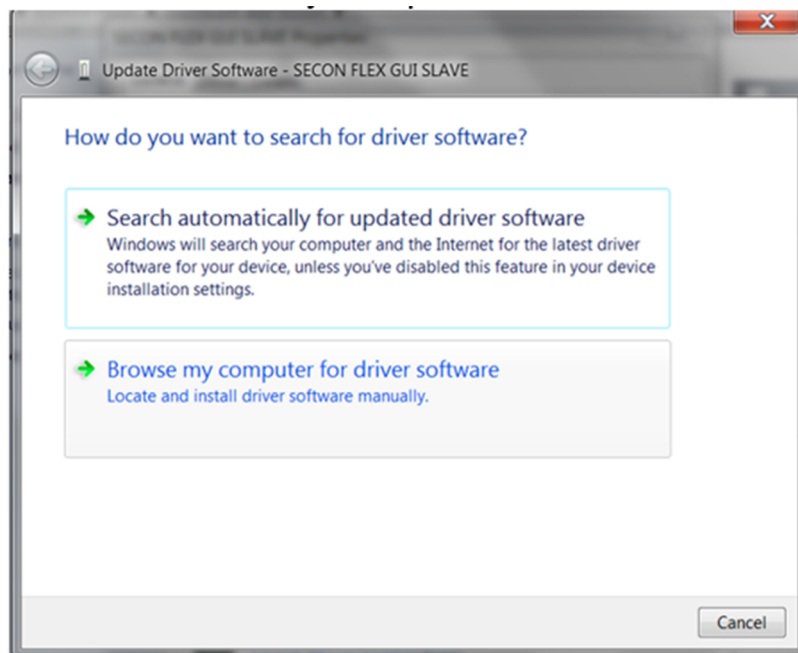 Update Driver Software - SECON FLEX GUI SLAVE
How do you want to search for driver software?
Search automatically for updated driver software
Windows will search your computer and the Internet for the latest driver
software for your device, unless you've disabled this feature in your device
installation settings.
Browse my computer for driver software
Locate and install driver software manually.
Cancel